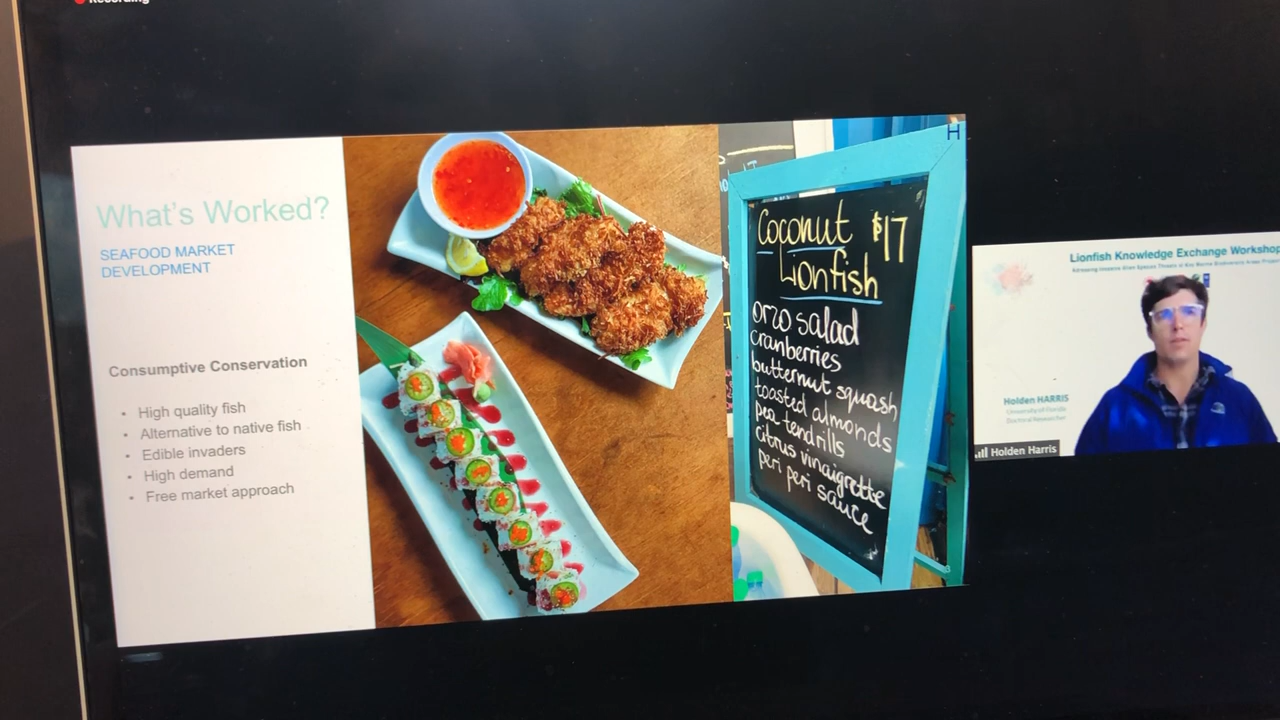 Recording
What's Worked?
SEAFOOD MARKET
DEVELOPMENT
Consumptive Conservation
• High quality fish
• Alternative to native fish
• Edible invaders
• High demand
• Free market approach
H
Coconut $17
Lionfish
orzo salad
cranberries
butternut squash
toasted almonds
pea tendrils
citrus vinaigrette
peri peri sauce
Lionfish Knowledge Exchange Workshop
Holden HARRIS
University of Florida
Doctoral Researcher
Holden Harris